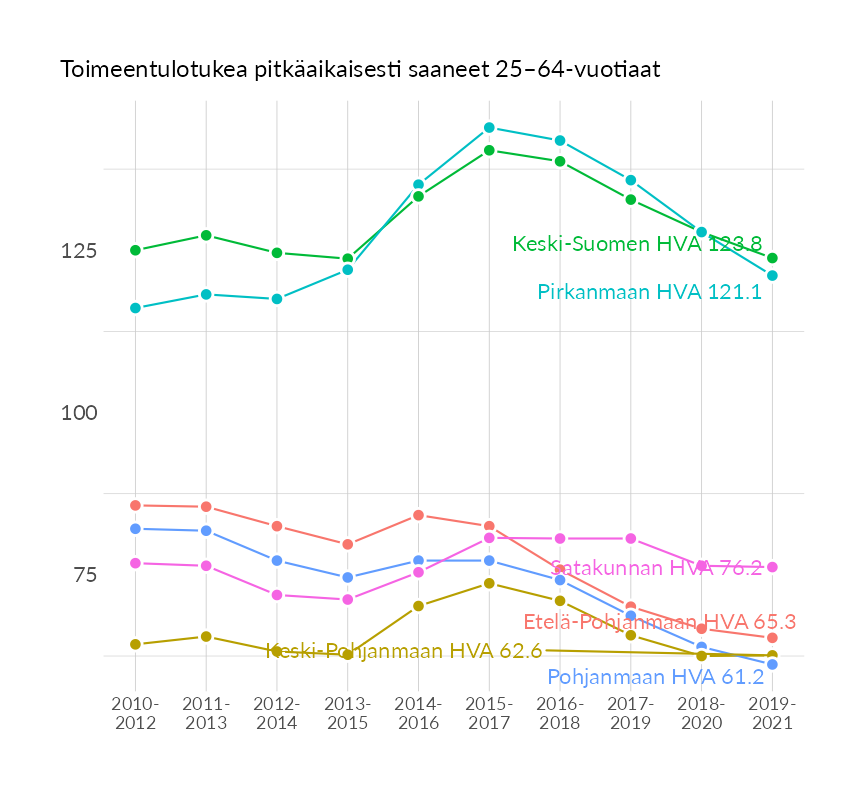 Toimeentulotukea pitkäaikaisesti saaneet 25–64-vuotiaat
125
100
75
Keski-Suomen HVA 123.8
Pirkanmaan HVA 121.1
Satakunnan HVA 76.2
Etelä-Pohjanmaan HVA 65.3
Keski-Pohjanmaan HVA 62.6
Pohjanmaan HVA 61.2
2010- 2011- 2012- 2013- 2014- 2015- 2016- 2017- 2018- 2019-
2012 2013 2014 2015 2016 2017 2018 2019 2020 2021